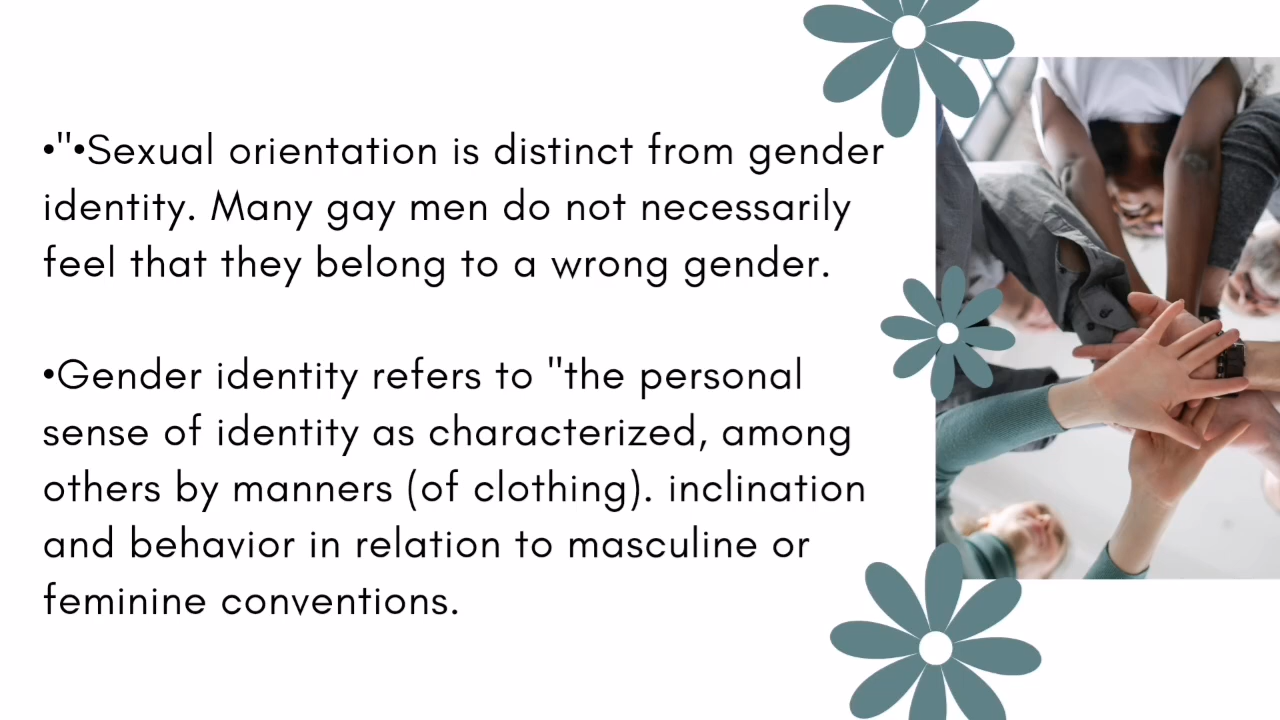 •"•Sexual orientation is distinct from gender
identity. Many gay men do not necessarily
feel that they belong to a wrong gender.
•Gender identity refers to "the personal
sense of identity as characterized, among
others by manners (of clothing). inclination
and behavior in relation to masculine or
feminine conventions.